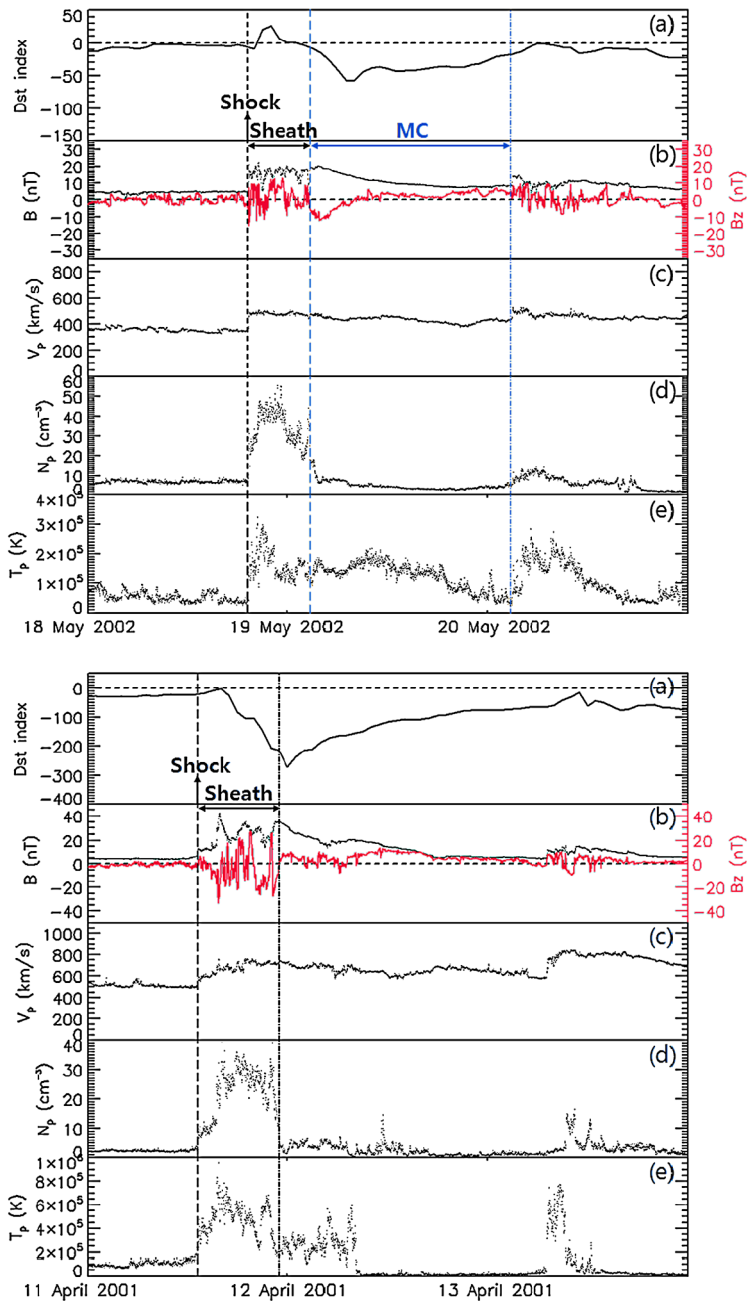 50
0
−50
−100
−150
Dst index
(a)
Shock
Sheath
MC
30
20
10
0
−10
−20
−30
B (nT)
(b)
30
20
10
0
−10
−20
−30
Bz (nT)
800
600
400
200
0
Vp (km/s)
(c)
60
50
40
30
20
10
0
Np (cm⁻³)
(d)
4×10⁵
3×10⁵
2×10⁵
1×10⁵
0
Tp (K)
(e)
18 May 2002
19 May 2002
20 May 2002
0
−100
−200
−300
−400
Dst index
(a)
Shock
Sheath
40
20
0
−20
−40
B (nT)
(b)
40
20
0
−20
−40
Bz (nT)
1000
800
600
400
200
0
Vp (km/s)
(c)
40
30
20
10
0
Np (cm⁻³)
(d)
1×10⁶
8×10⁵
6×10⁵
4×10⁵
2×10⁵
0
Tp (K)
(e)
11 April 2001
12 April 2001
13 April 2001